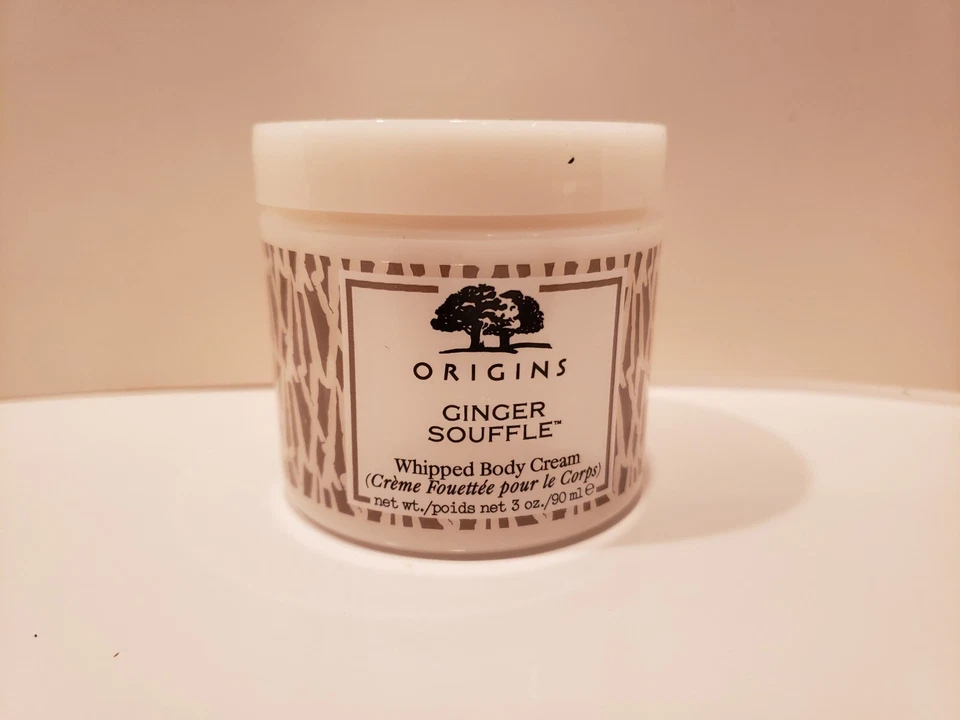 ORIGINS
GINGER
SOUFFLE™
Whipped Body Cream
(Crème Fouettée pour le Corps)
net wt./poids net 3 oz./90 ml ℮